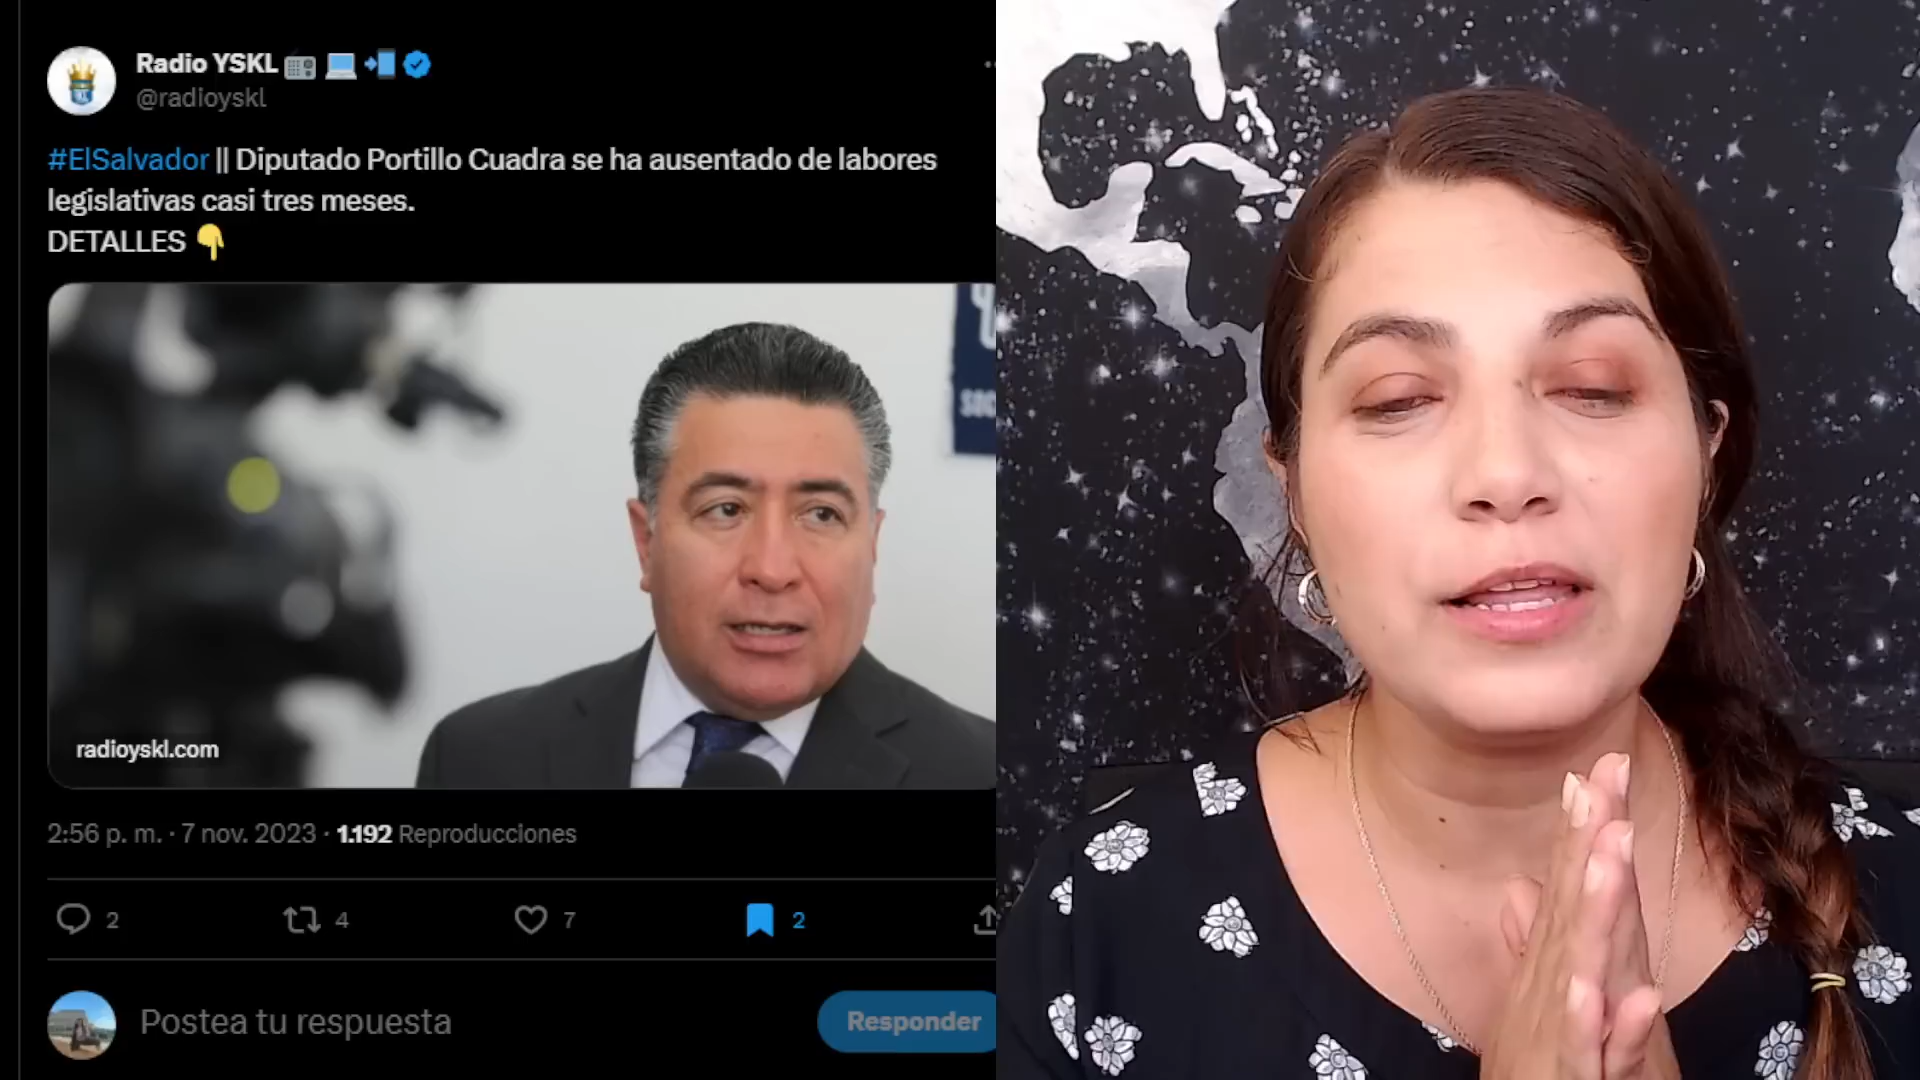 Radio YSKL
@radioyskl
#ElSalvador || Diputado Portillo Cuadra se ha ausentado de labores
legislativas casi tres meses.
DETALLES 👇
SOC
radioyskl.com
2:56 p. m. · 7 nov. 2023 · 1.192 Reproducciones
2 4 7 2
Postea tu respuesta
Responder